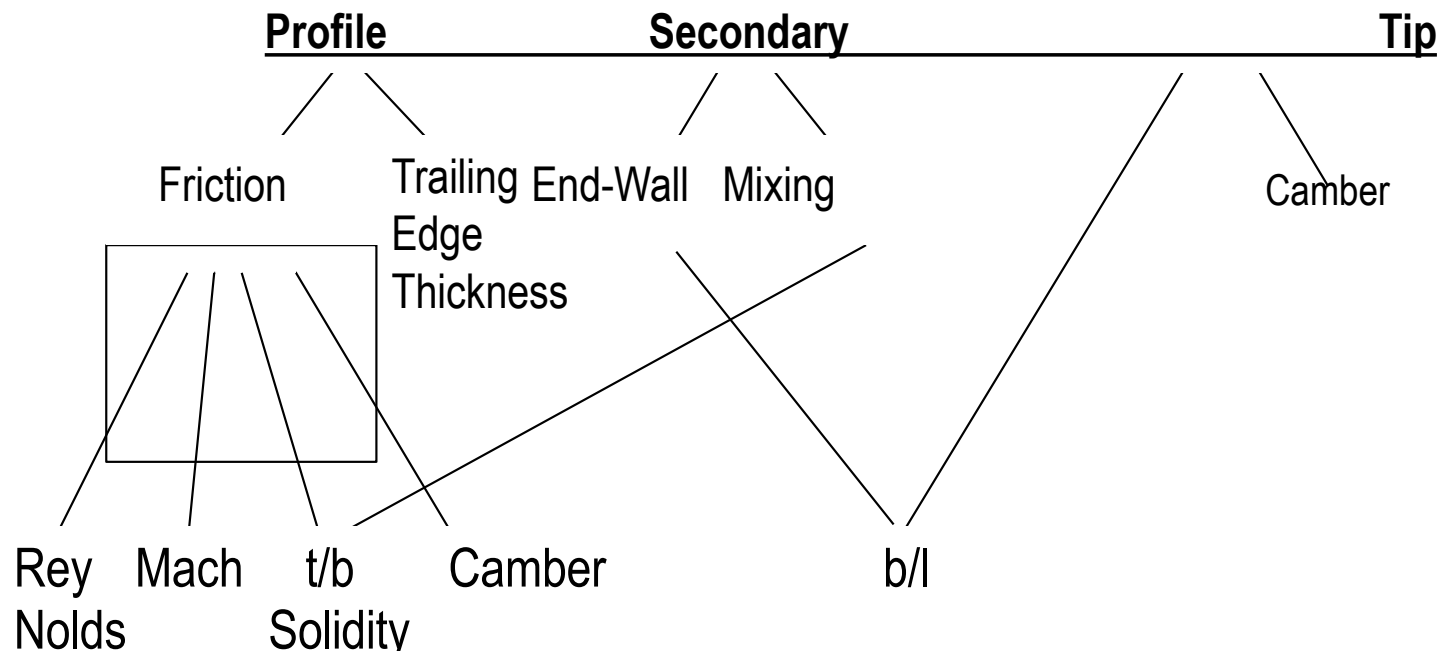 Profile Secondary Tip
Friction
Trailing
Edge
Thickness
End-Wall
Mixing
Camber
Rey
Nolds
Mach
t/b
Solidity
Camber
b/l